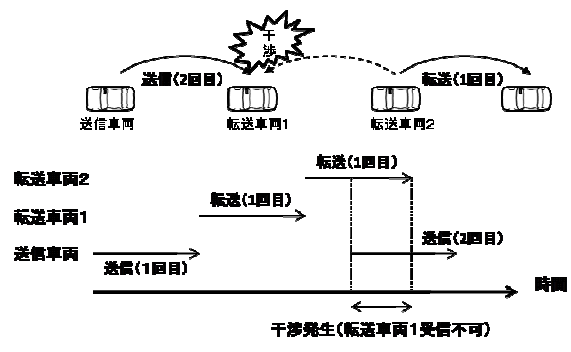 干
渉
送信(2回目)
転送(1回目)
送信車両
転送車両1
転送車両2
転送(1回目)
転送車両2
転送(1回目)
転送車両1
送信車両
送信(2回目)
送信(1回目)
時間
干渉発生(転送車両1受信不可)